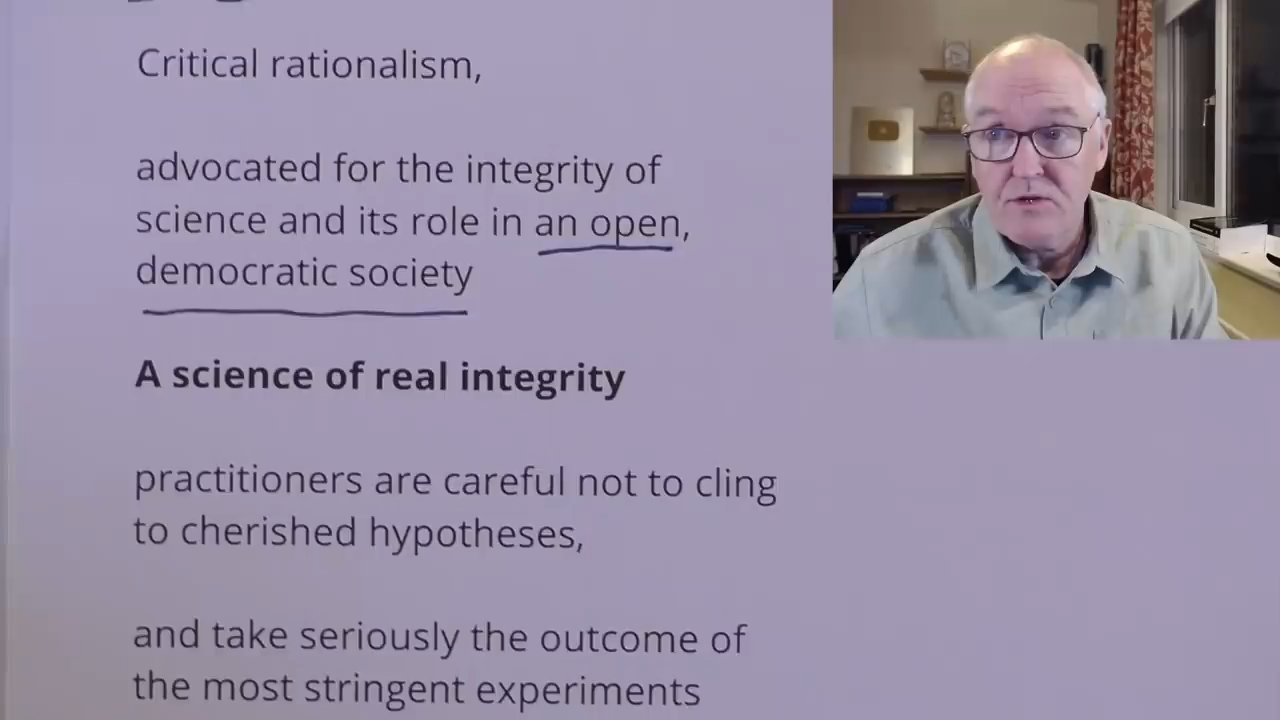 Critical rationalism,
advocated for the integrity of
science and its role in an open,
democratic society
A science of real integrity
practitioners are careful not to cling
to cherished hypotheses,
and take seriously the outcome of
the most stringent experiments